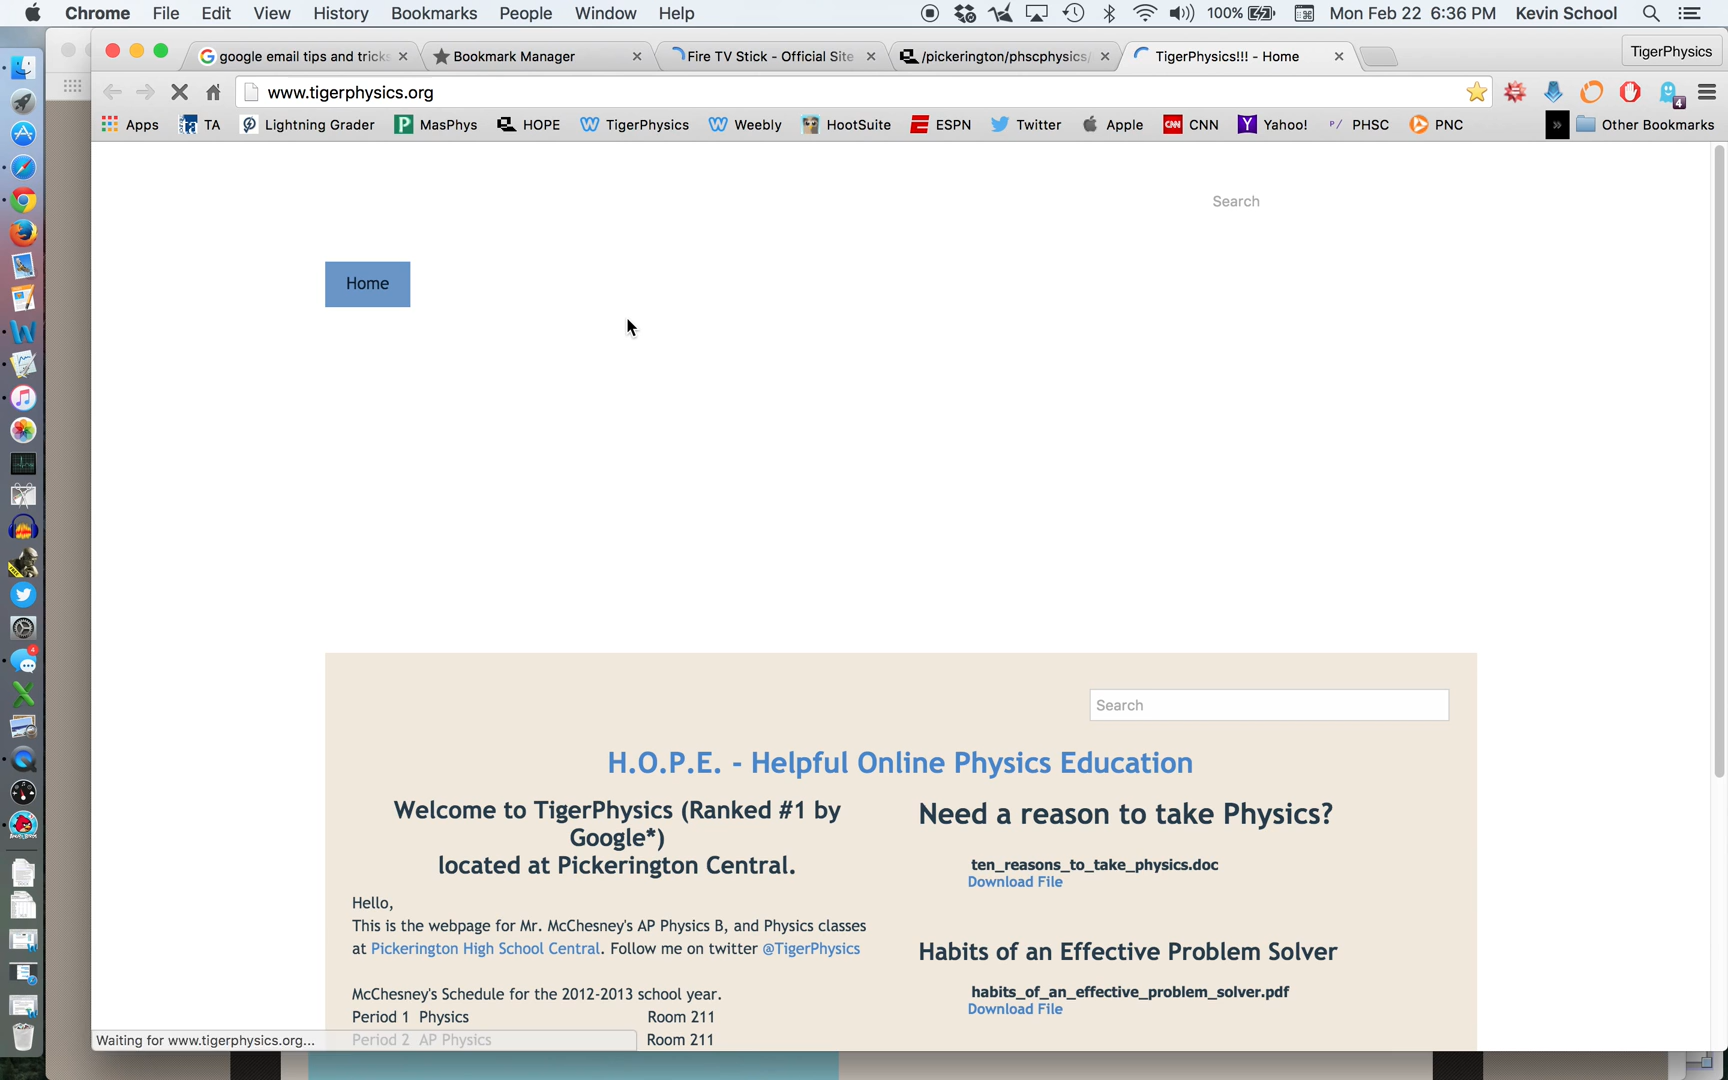 Chrome File Edit View History Bookmarks People Window Help 100% Mon Feb 22 6:36 PM Kevin School
google email tips and tricks Bookmark Manager Fire TV Stick - Official Site /pickerington/phscphysics/ TigerPhysics!!! - Home TigerPhysics
www.tigerphysics.org 4
Apps TA Lightning Grader MasPhys HOPE TigerPhysics Weebly HootSuite ESPN Twitter Apple CNN Yahoo! PHSC PNC » Other Bookmarks
Search
Home
Search
H.O.P.E. - Helpful Online Physics Education
Welcome to TigerPhysics (Ranked #1 by
Google*)
located at Pickerington Central.
Hello,
This is the webpage for Mr. McChesney's AP Physics B, and Physics classes
at Pickerington High School Central. Follow me on twitter @TigerPhysics
McChesney's Schedule for the 2012-2013 school year.
Period 1 Physics Room 211
Period 2 AP Physics Room 211
Need a reason to take Physics?
ten_reasons_to_take_physics.doc
Download File
Habits of an Effective Problem Solver
habits_of_an_effective_problem_solver.pdf
Download File
Waiting for www.tigerphysics.org...